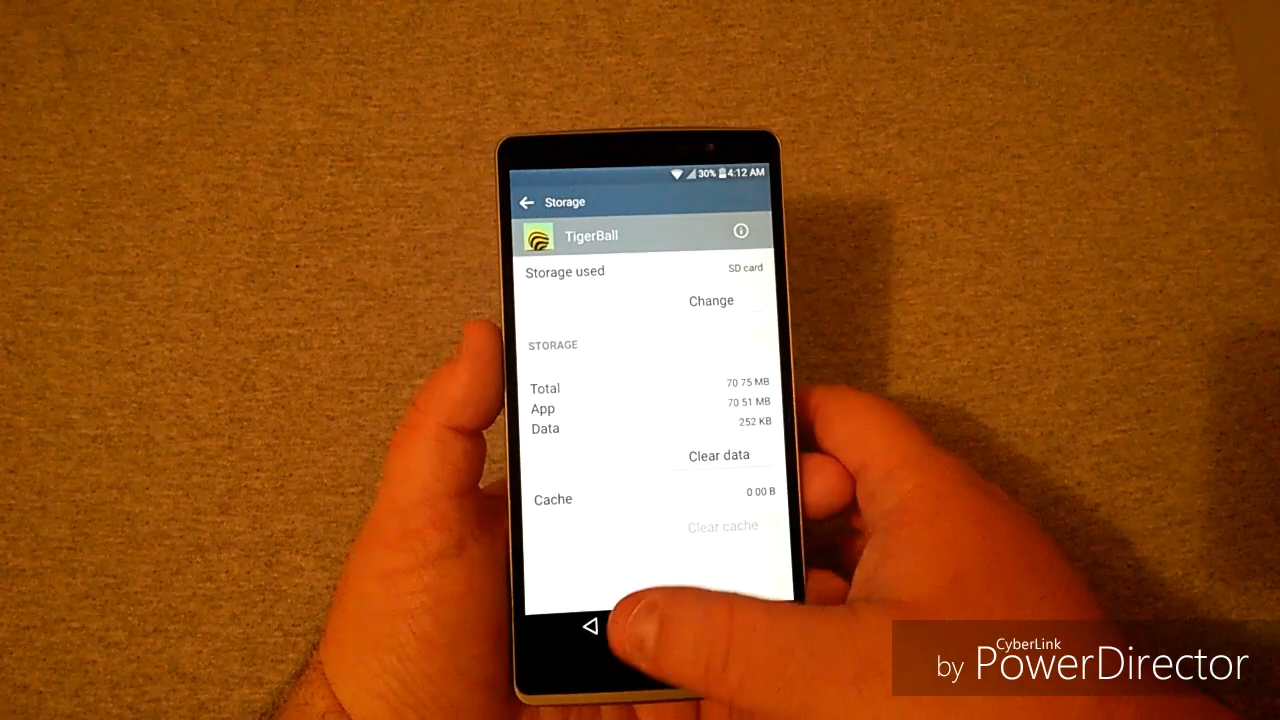 30% 4:12 AM
Storage
TigerBall
Storage used SD card
Change
STORAGE
Total 70.75 MB
App 70.51 MB
Data 252 KB
Clear data
Cache 0.00 B
Clear cache
by CyberLink PowerDirector